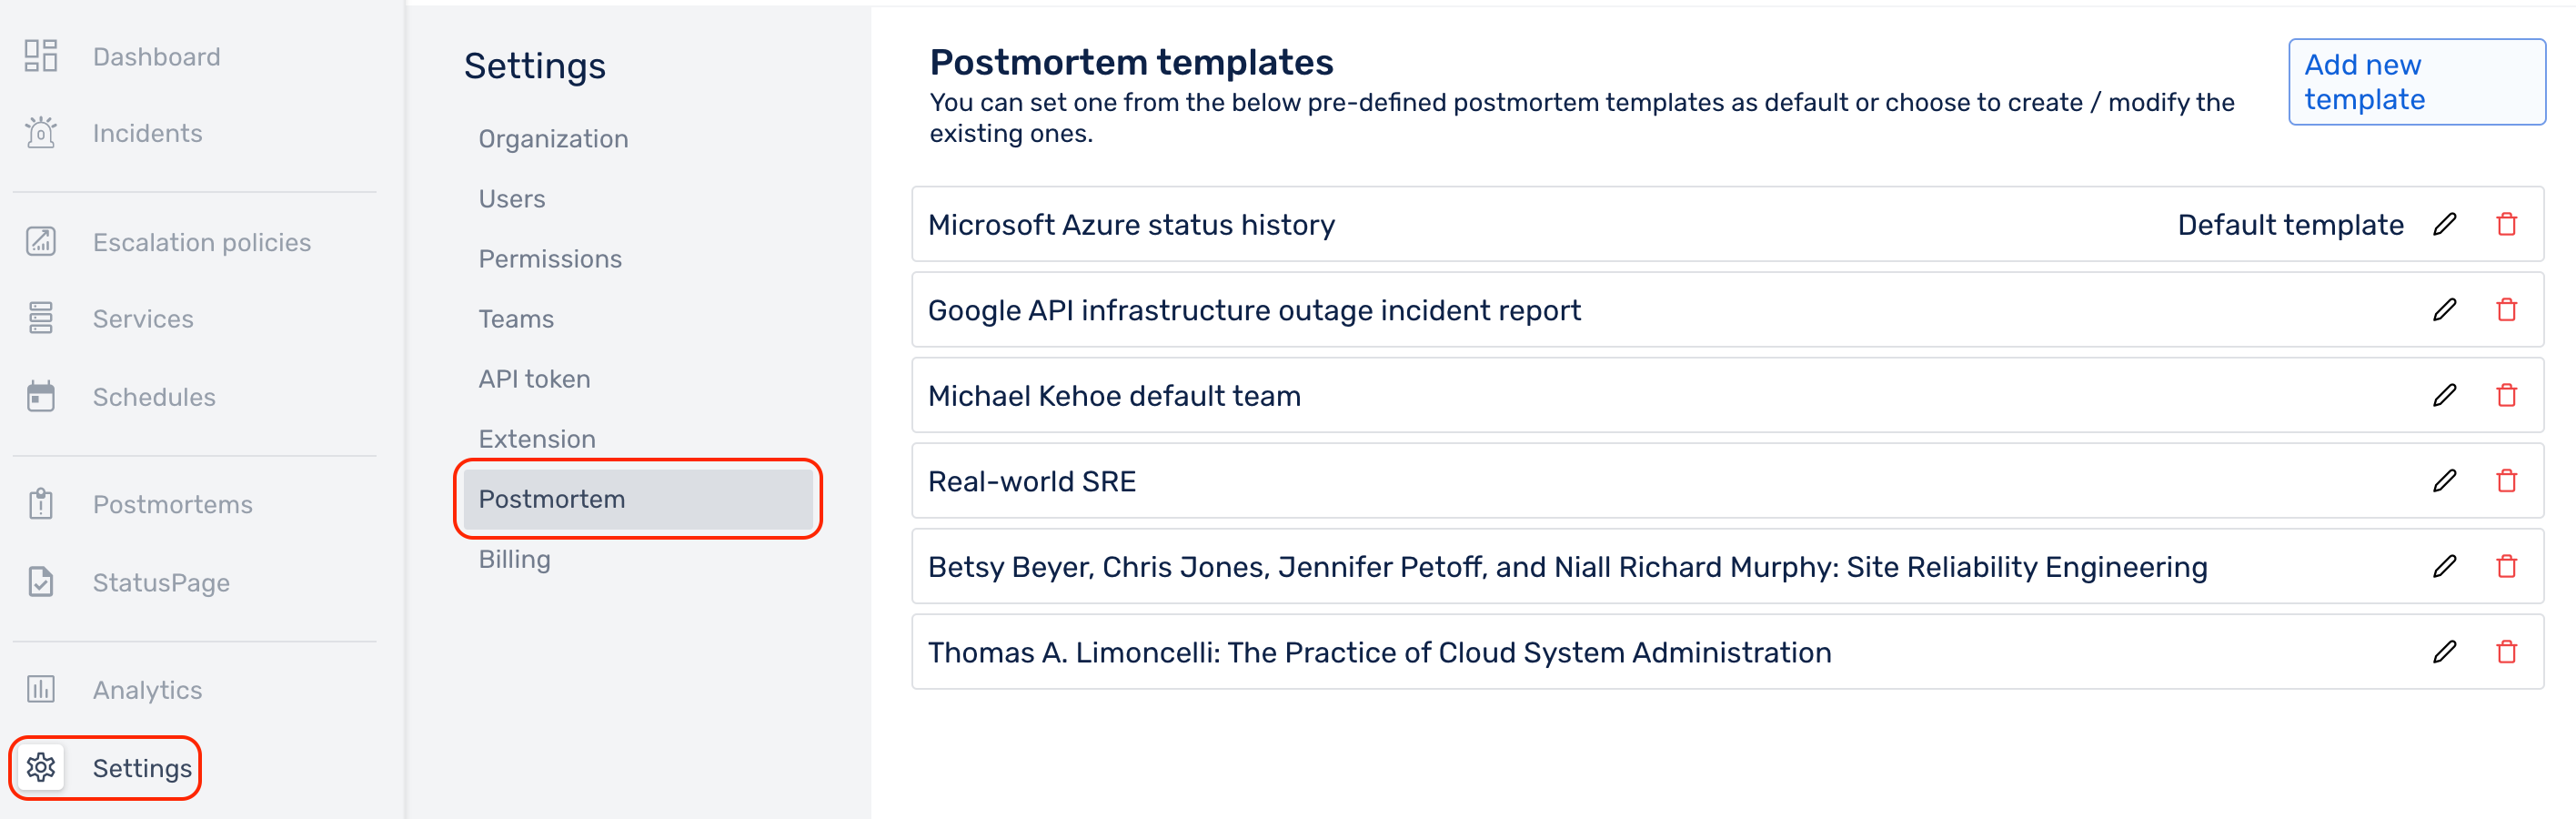 Dashboard
Incidents
Escalation policies
Services
Schedules
Postmortems
StatusPage
Analytics
Settings
Settings
Organization
Users
Permissions
Teams
API token
Extension
Postmortem
Billing
Postmortem templates
You can set one from the below pre-defined postmortem templates as default or choose to create / modify the
existing ones.
Add new
template
Microsoft Azure status history
Default template
Google API infrastructure outage incident report
Michael Kehoe default team
Real-world SRE
Betsy Beyer, Chris Jones, Jennifer Petoff, and Niall Richard Murphy: Site Reliability Engineering
Thomas A. Limoncelli: The Practice of Cloud System Administration